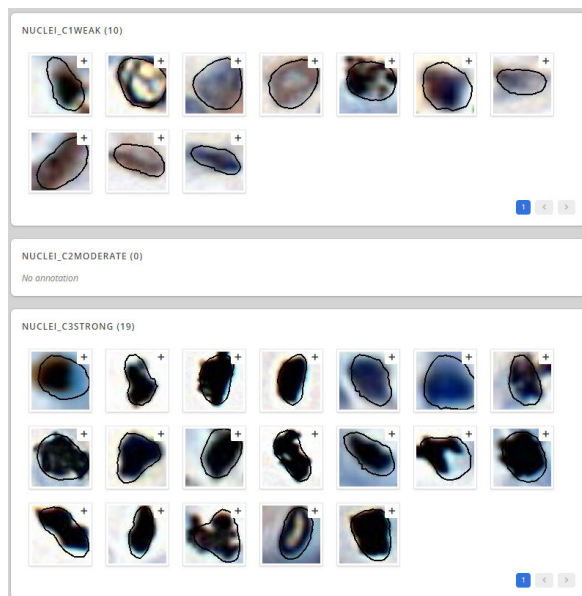 NUCLEI_C1WEAK (10)
+ + + + + + +
+ + +
1 < >
NUCLEI_C2MODERATE (0)
No annotation
NUCLEI_C3STRONG (19)
+ + + + + + +
+ + + + + + +
+ + + + +
1 < >